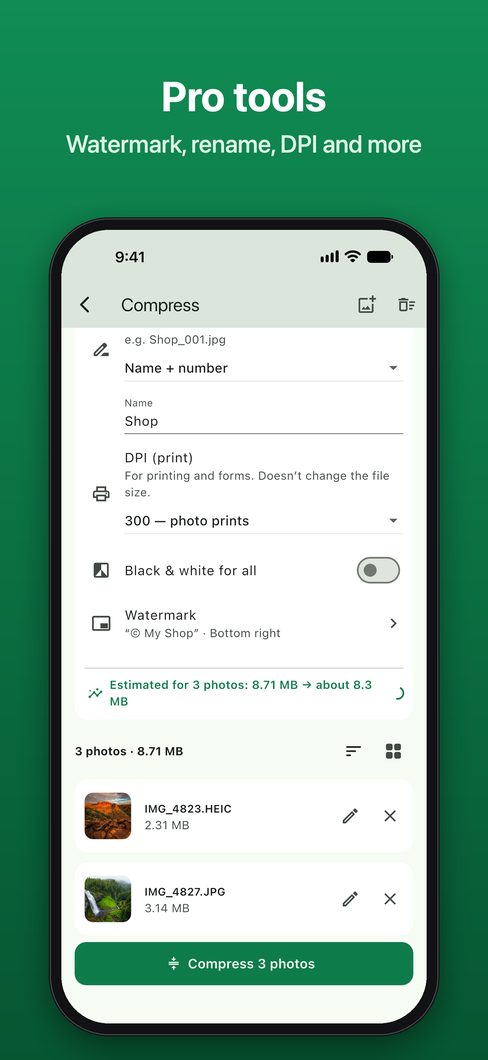 Pro tools
Watermark, rename, DPI and more
9:41
Compress
e.g. Shop_001.jpg
Name + number
Name
Shop
DPI (print)
For printing and forms. Doesn't change the file
size.
300 — photo prints
Black & white for all
Watermark
“© My Shop” · Bottom right
Estimated for 3 photos: 8.71 MB → about 8.3
MB
3 photos · 8.71 MB
IMG_4823.HEIC
2.31 MB
IMG_4827.JPG
3.14 MB
Compress 3 photos